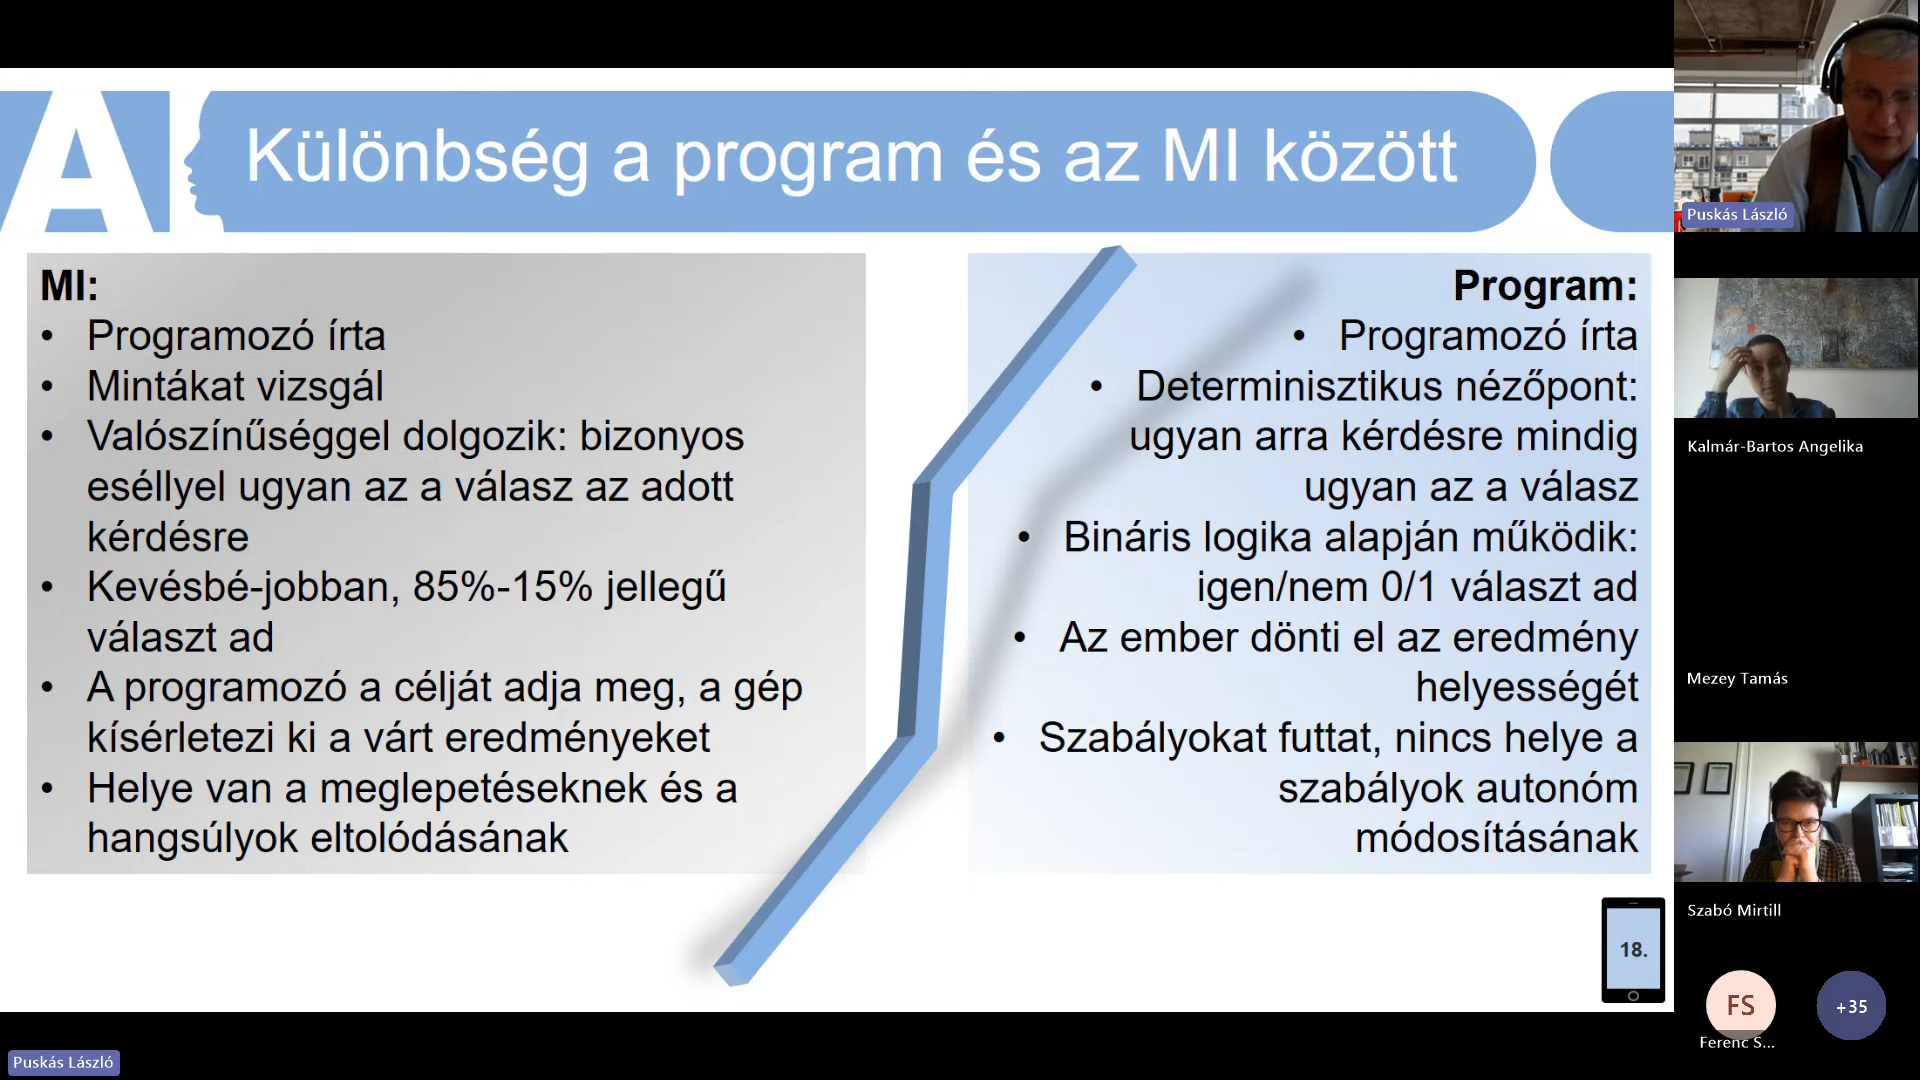 A
Különbség a program és az MI között
MI:
• Programozó írta
• Mintákat vizsgál
• Valószínűséggel dolgozik: bizonyos
eséllyel ugyan az a válasz az adott
kérdésre
• Kevésbé-jobban, 85%-15% jellegű
választ ad
• A programozó a célját adja meg, a gép
kísérletezi ki a várt eredményeket
• Helye van a meglepetéseknek és a
hangsúlyok eltolódásának
Program:
• Programozó írta
• Determinisztikus nézőpont:
ugyan arra kérdésre mindig
ugyan az a válasz
• Bináris logika alapján működik:
igen/nem 0/1 választ ad
• Az ember dönti el az eredmény
helyességét
• Szabályokat futtat, nincs helye a
szabályok autonóm
módosításának
18.
Puskás László
Puskás László
Kalmár-Bartos Angelika
Mezey Tamás
Szabó Mirtill
FS
+35
Ferenc S...